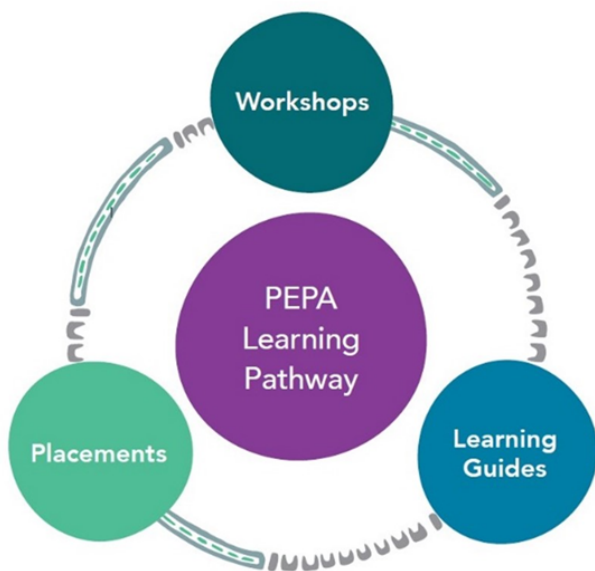 Workshops
PEPA
Learning
Pathway
Placements
Learning
Guides